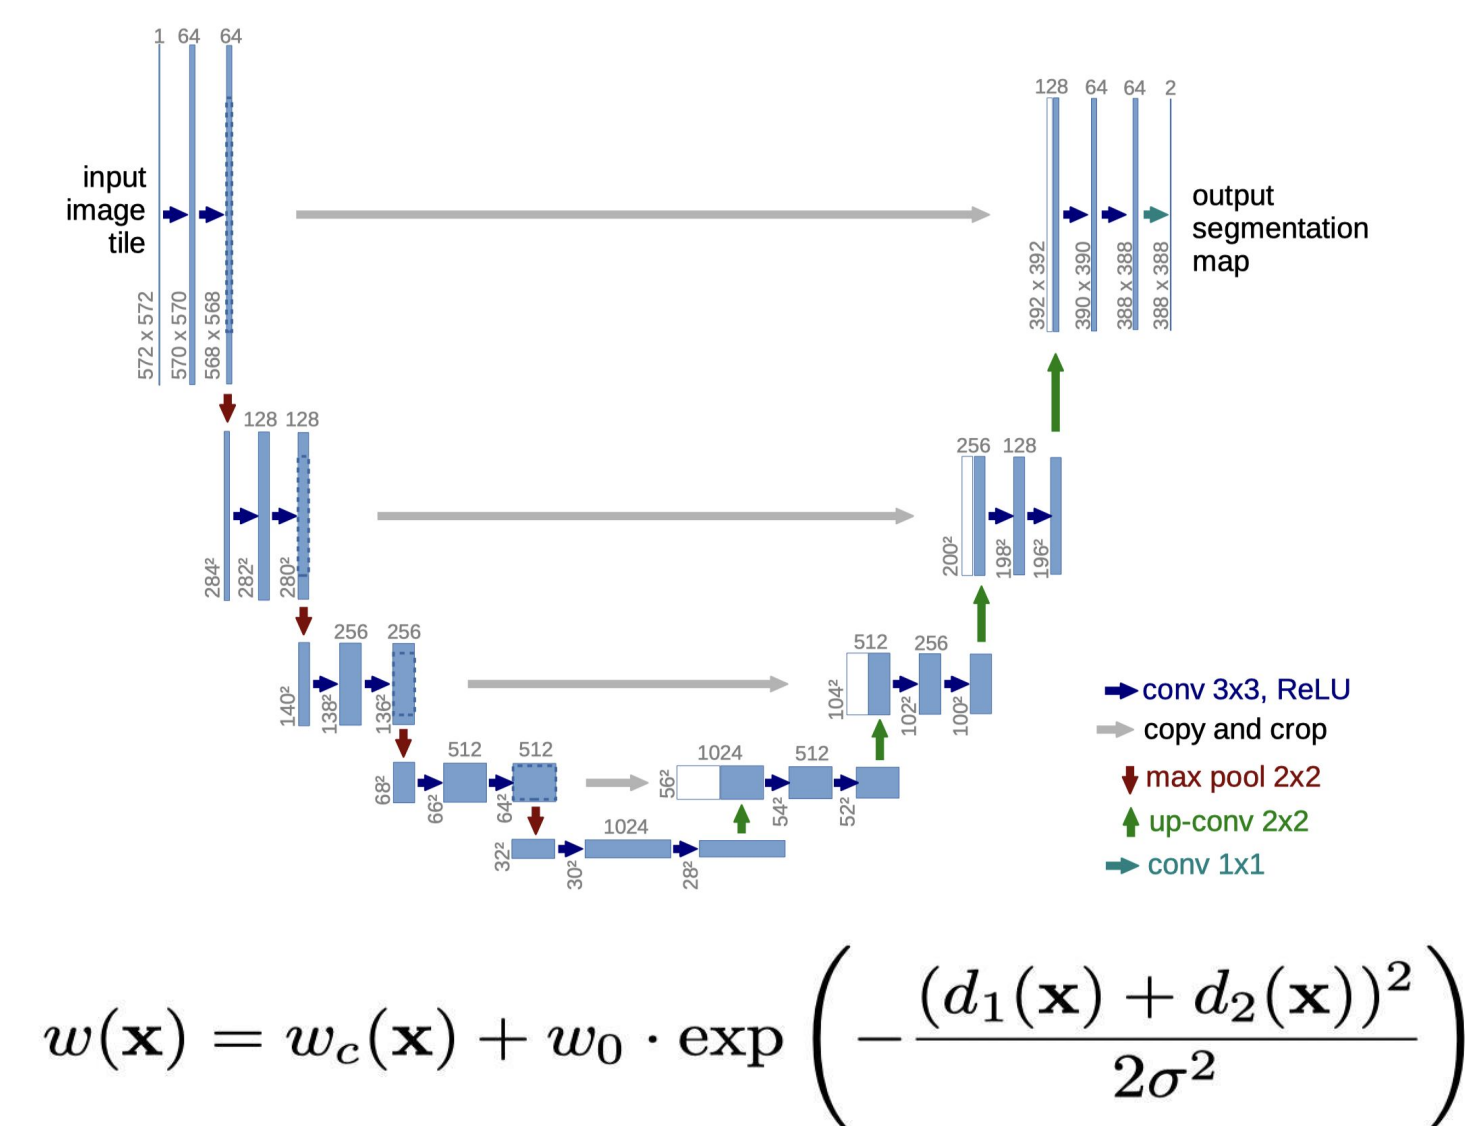 1 64 64
128 64 64 2
input
image
tile
output
segmentation
map
572 x 572
570 x 570
568 x 568
392 x 392
390 x 390
388 x 388
388 x 388
128 128
256 128
284²
282²
280²
200²
198²
196²
256 256
512 256
140²
138²
136²
104²
102²
100²
conv 3x3, ReLU
copy and crop
max pool 2x2
up-conv 2x2
conv 1x1
512 512
1024 512
68²
66²
64²
56²
54²
52²
1024
32²
30²
28²
w(x) = w_c(x) + w_0 · exp ( − (d_1(x) + d_2(x))² / 2σ² )